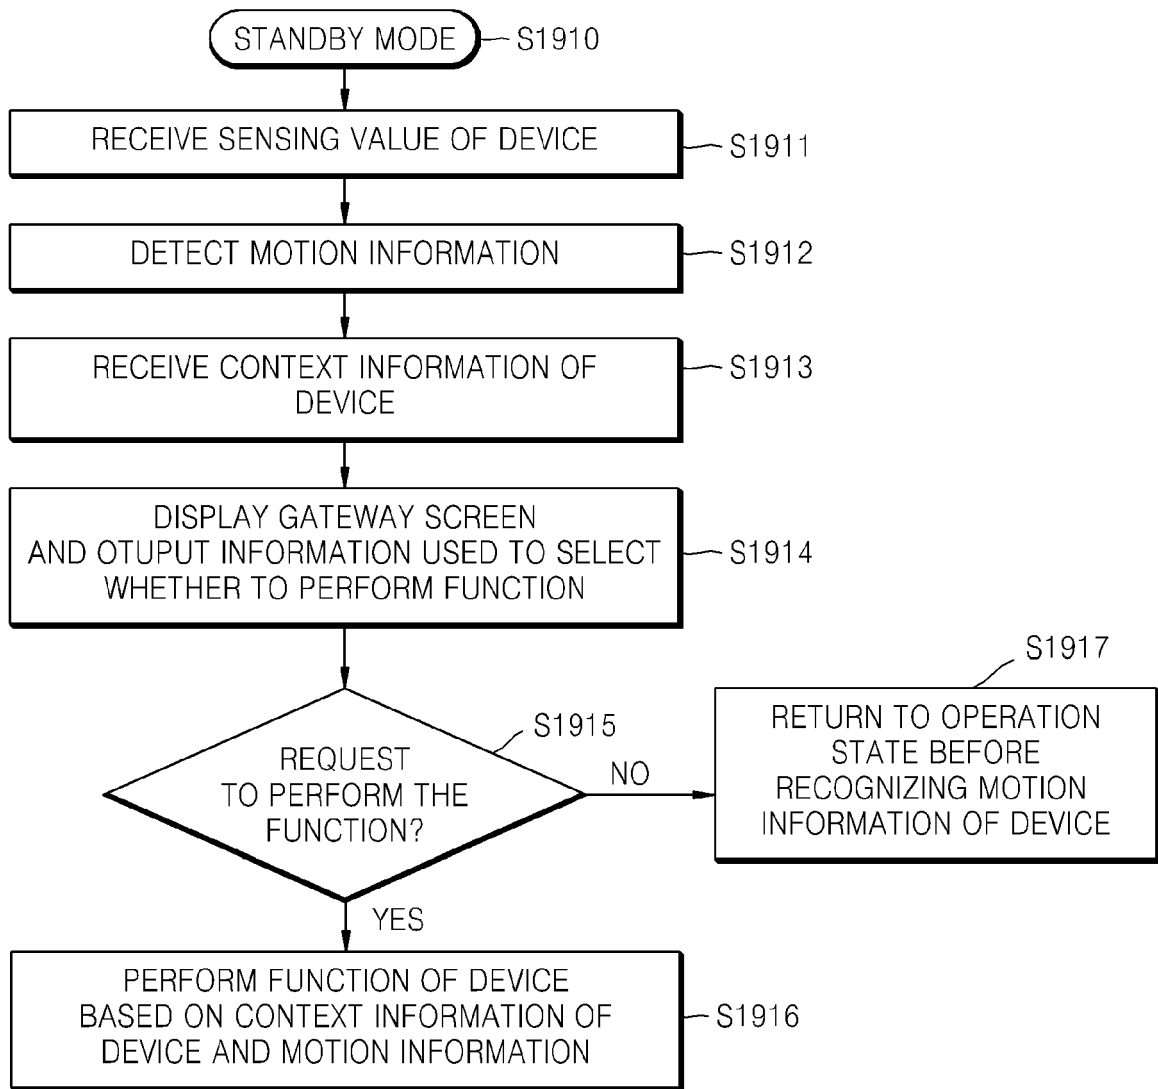 STANDBY MODE
S1910
RECEIVE SENSING VALUE OF DEVICE
S1911
DETECT MOTION INFORMATION
S1912
RECEIVE CONTEXT INFORMATION OF
DEVICE
S1913
DISPLAY GATEWAY SCREEN
AND OTUPUT INFORMATION USED TO SELECT
WHETHER TO PERFORM FUNCTION
S1914
REQUEST
TO PERFORM THE
FUNCTION?
S1915
NO
S1917
RETURN TO OPERATION
STATE BEFORE
RECOGNIZING MOTION
INFORMATION OF DEVICE
YES
PERFORM FUNCTION OF DEVICE
BASED ON CONTEXT INFORMATION OF
DEVICE AND MOTION INFORMATION
S1916